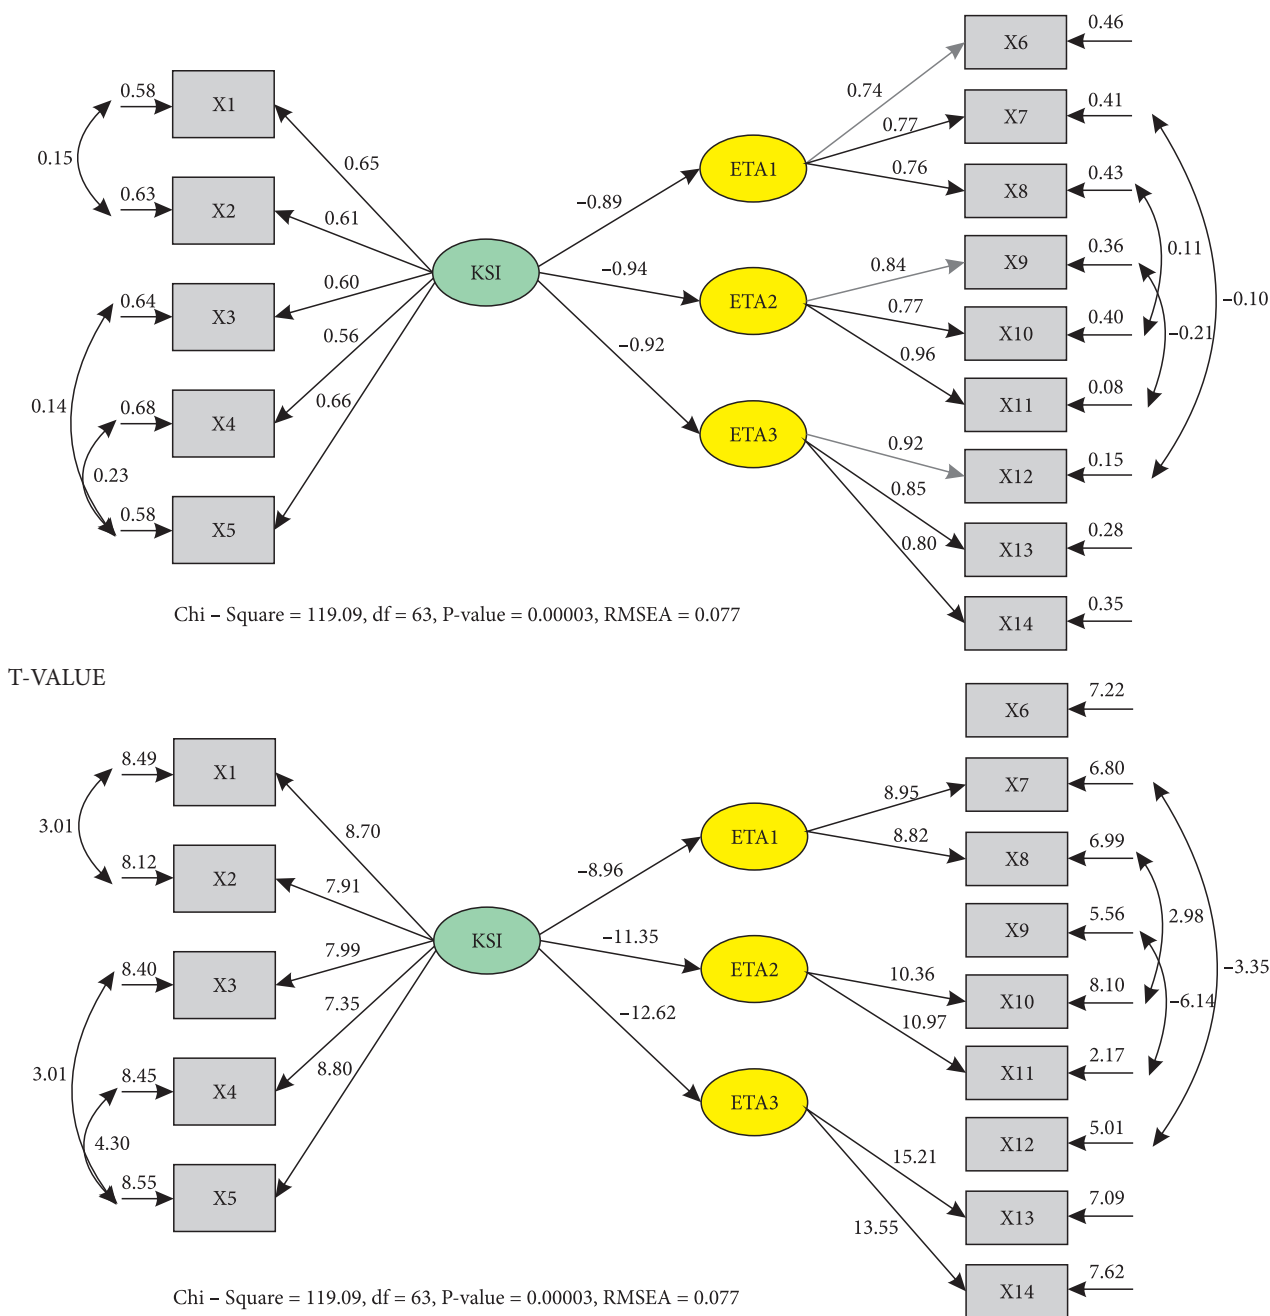 X6 0.46
0.58 X1 0.74
X7 0.41
0.77
0.15 0.65 ETA1 0.76 X8 0.43
0.63 X2 0.61 −0.89
0.11
KSI −0.94 0.84 X9 0.36
0.64 X3 0.60 ETA2 0.77 −0.10
0.56 −0.92 X10 0.40 −0.21
0.96
0.14 0.68 X4 0.66 X11 0.08
ETA3 0.92
0.23 X12 0.15
0.85
0.58 X5 0.80 X13 0.28
Chi – Square = 119.09, df = 63, P-value = 0.00003, RMSEA = 0.077
X14 0.35
T-VALUE
X6 7.22
8.49 X1
X7 6.80
8.95
3.01 8.70 ETA1 8.82 X8 6.99
8.12 X2 7.91 −8.96
2.98
KSI −11.35 X9 5.56
8.40 X3 7.99 ETA2 10.36 −3.35
7.35 −12.62 X10 8.10 −6.14
10.97
3.01 8.45 X4 8.80 X11 2.17
ETA3
4.30 X12 5.01
15.21
8.55 X5 13.55 X13 7.09
X14 7.62
Chi – Square = 119.09, df = 63, P-value = 0.00003, RMSEA = 0.077